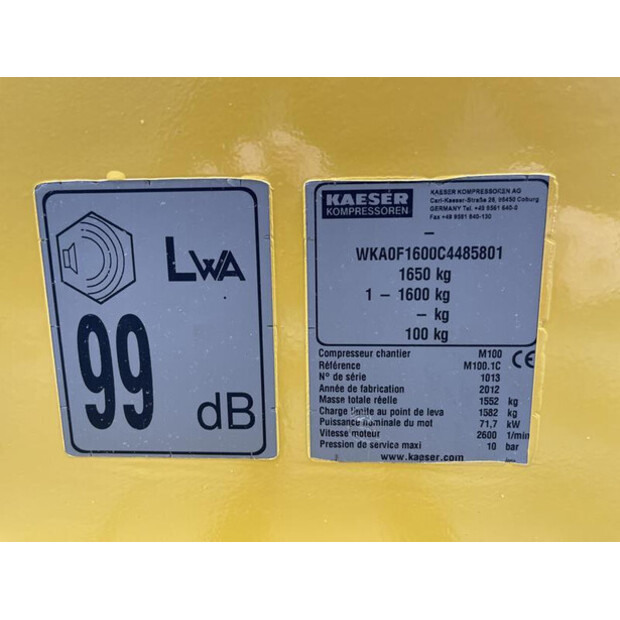 LWA
99
dB
KAESER
KOMPRESSOREN
KAESER KOMPRESSOREN AG
Carl-Kaeser-Straße 26, 96450 Coburg
GERMANY Tel. +49 9561 640-0
Fax +49 9561 640-130
–
WKA0F1600C4485801
1650 kg
1 – 1600 kg
– kg
100 kg
Compresseur chantier M100
Référence M100.1C
N° de série 1013
Année de fabrication 2012
Masse totale réelle 1552 kg
Charge limite au point de leva 1582 kg
Puissance nominale du mot 71,7 kW
Vitesse moteur 2600 1/min
Pression de service maxi 10 bar
CE
www.kaeser.com